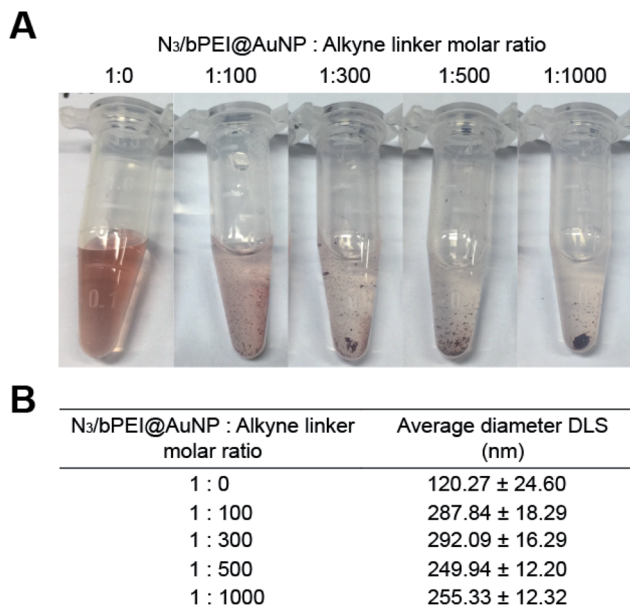 A
N₃/bPEI@AuNP : Alkyne linker molar ratio
1:0 1:100 1:300 1:500 1:1000
0.1
B
N₃/bPEI@AuNP : Alkyne linker molar ratio Average diameter DLS (nm)
1 : 0 120.27 ± 24.60
1 : 100 287.84 ± 18.29
1 : 300 292.09 ± 16.29
1 : 500 249.94 ± 12.20
1 : 1000 255.33 ± 12.32